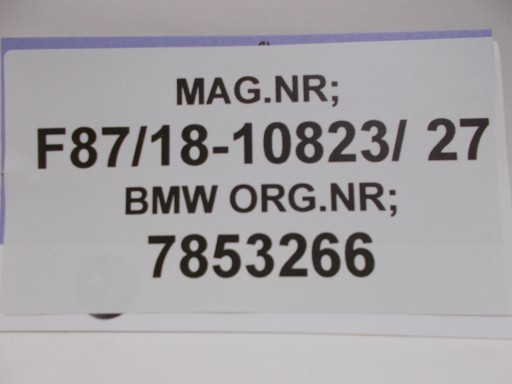 MAG.NR;
F87/18-10823/ 27
BMW ORG.NR;
7853266